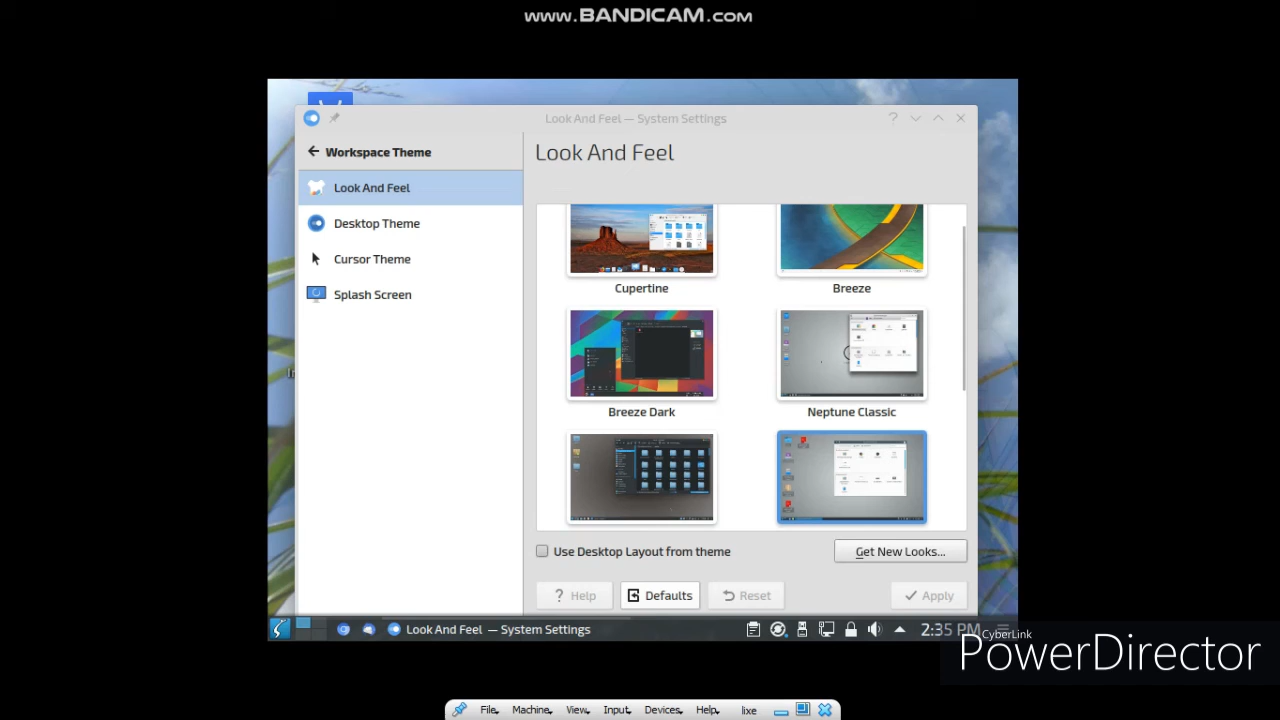 www.BANDICAM.com
Look And Feel — System Settings
Workspace Theme
Look And Feel
Desktop Theme
Cursor Theme
Splash Screen
Look And Feel
Cupertine
Breeze
Breeze Dark
Neptune Classic
Use Desktop Layout from theme
Get New Looks...
? Help
Defaults
Reset
Apply
Look And Feel — System Settings
2:35 PM
CyberLink
PowerDirector
File
Machine
View
Input
Devices
Help
lixe